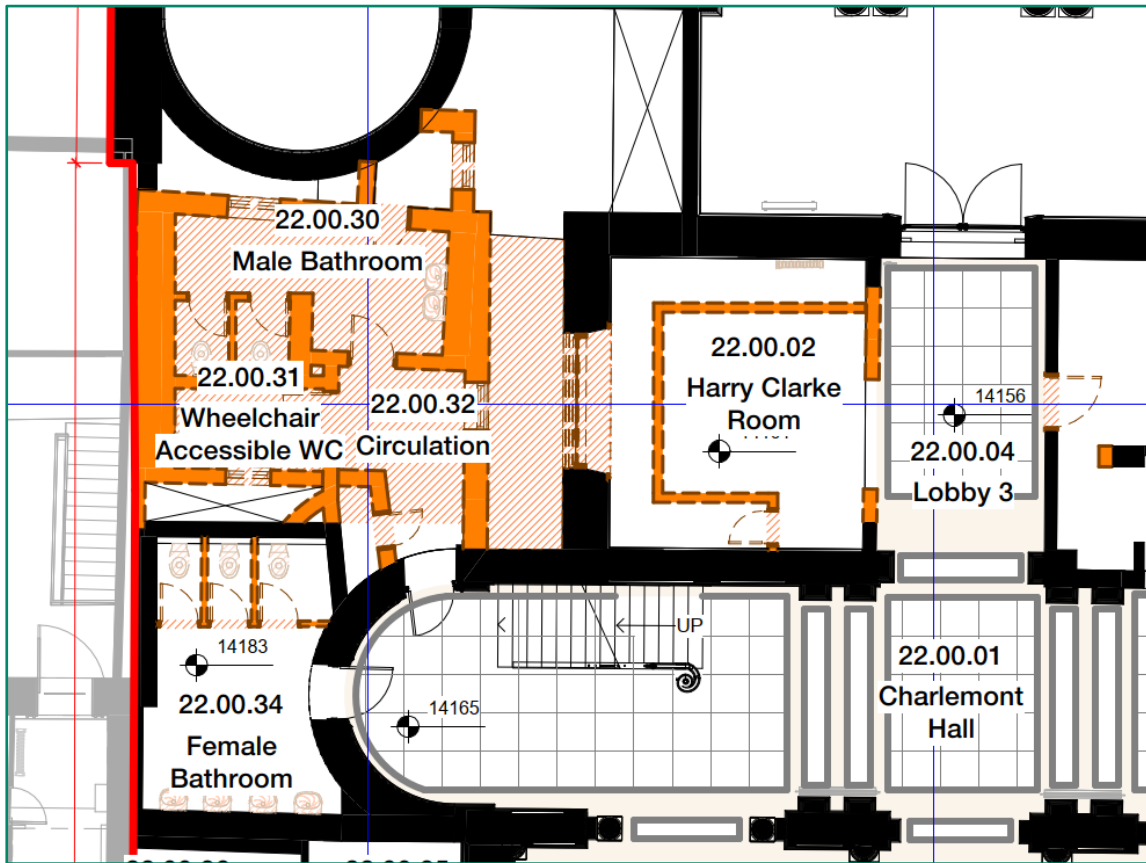 22.00.30
Male Bathroom
22.00.31
Wheelchair
Accessible WC
22.00.32
Circulation
22.00.02
Harry Clarke
Room
14156
22.00.04
Lobby 3
UP
14183
22.00.34
Female
Bathroom
14165
22.00.01
Charlemont
Hall